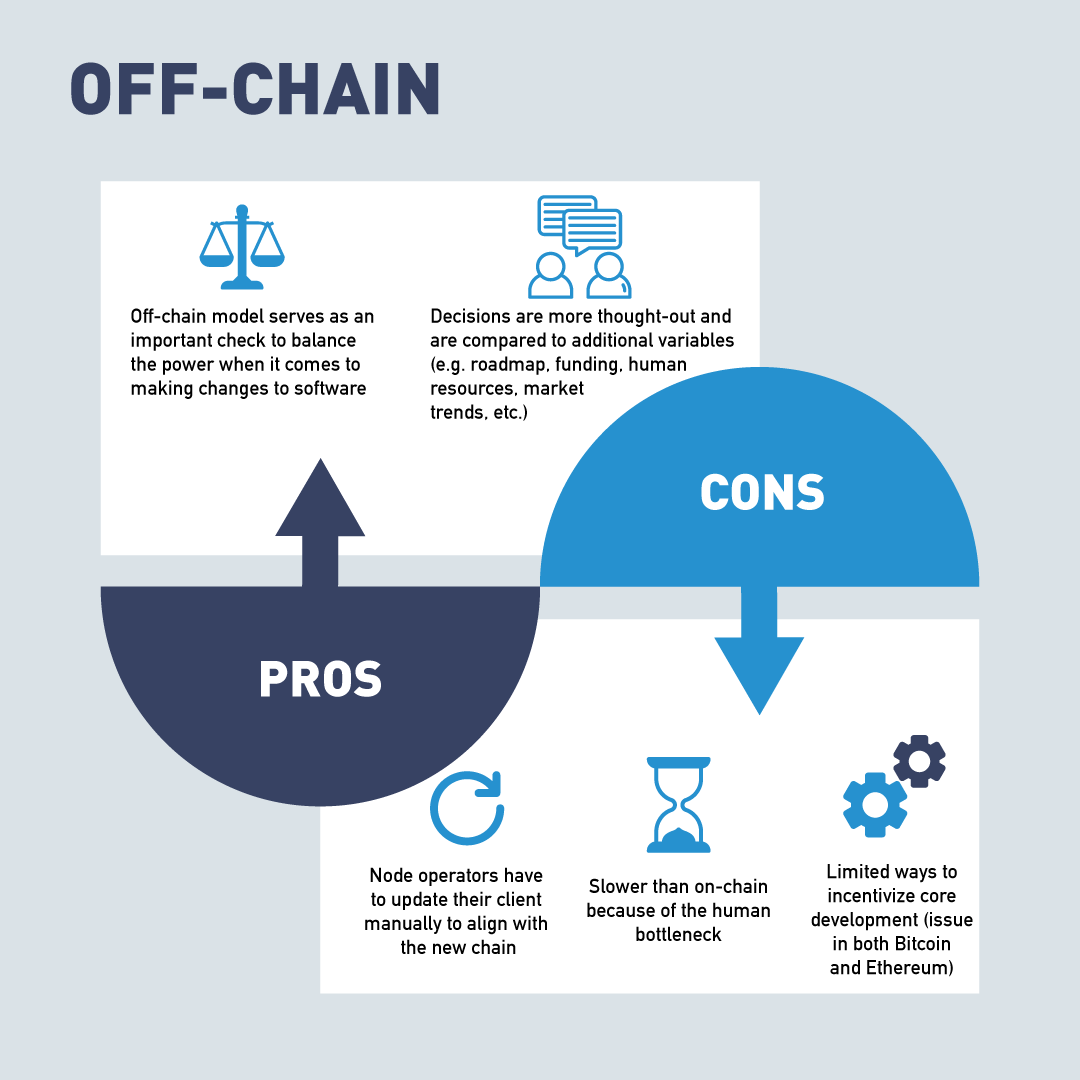 OFF-CHAIN
Off-chain model serves as an
important check to balance
the power when it comes to
making changes to software
Decisions are more thought-out and
are compared to additional variables
(e.g. roadmap, funding, human
resources, market
trends, etc.)
CONS
PROS
Node operators have
to update their client
manually to align with
the new chain
Slower than on-chain
because of the human
bottleneck
Limited ways to
incentivize core
development (issue
in both Bitcoin
and Ethereum)